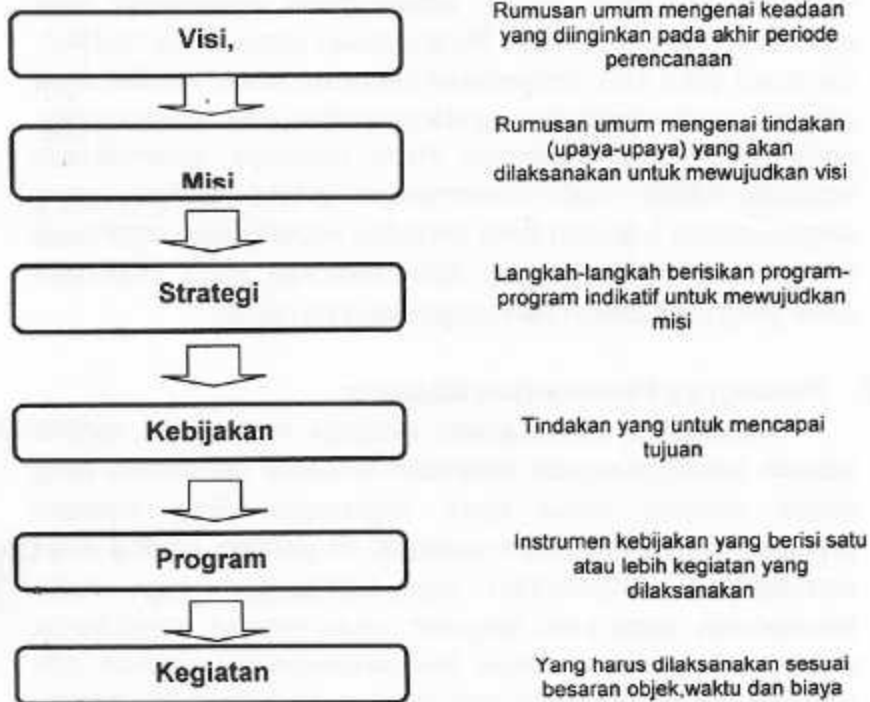 Visi,
Rumusan umum mengenai keadaan
yang diinginkan pada akhir periode
perencanaan
Misi
Rumusan umum mengenai tindakan
(upaya-upaya) yang akan
dilaksanakan untuk mewujudkan visi
Strategi
Langkah-langkah berisikan program-
program indikatif untuk mewujudkan
misi
Kebijakan
Tindakan yang untuk mencapai
tujuan
Program
Instrumen kebijakan yang berisi satu
atau lebih kegiatan yang
dilaksanakan
Kegiatan
Yang harus dilaksanakan sesuai
besaran objek,waktu dan biaya